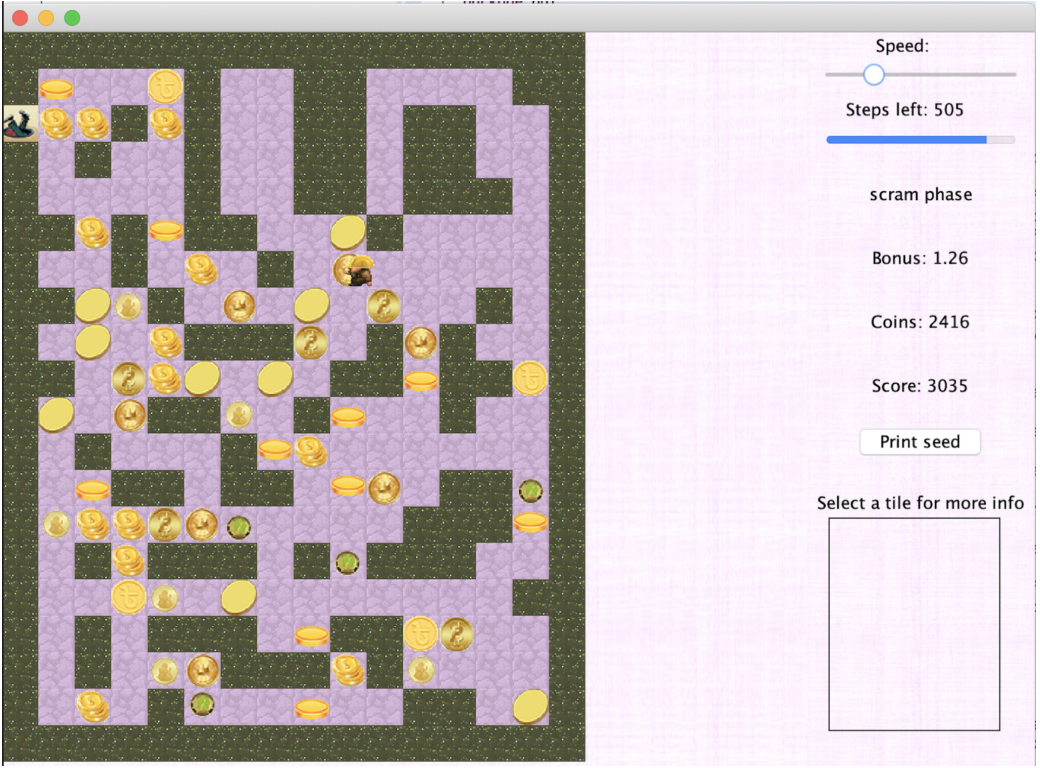 Speed:
Steps left: 505
scram phase
Bonus: 1.26
Coins: 2416
Score: 3035
Print seed
Select a tile for more info